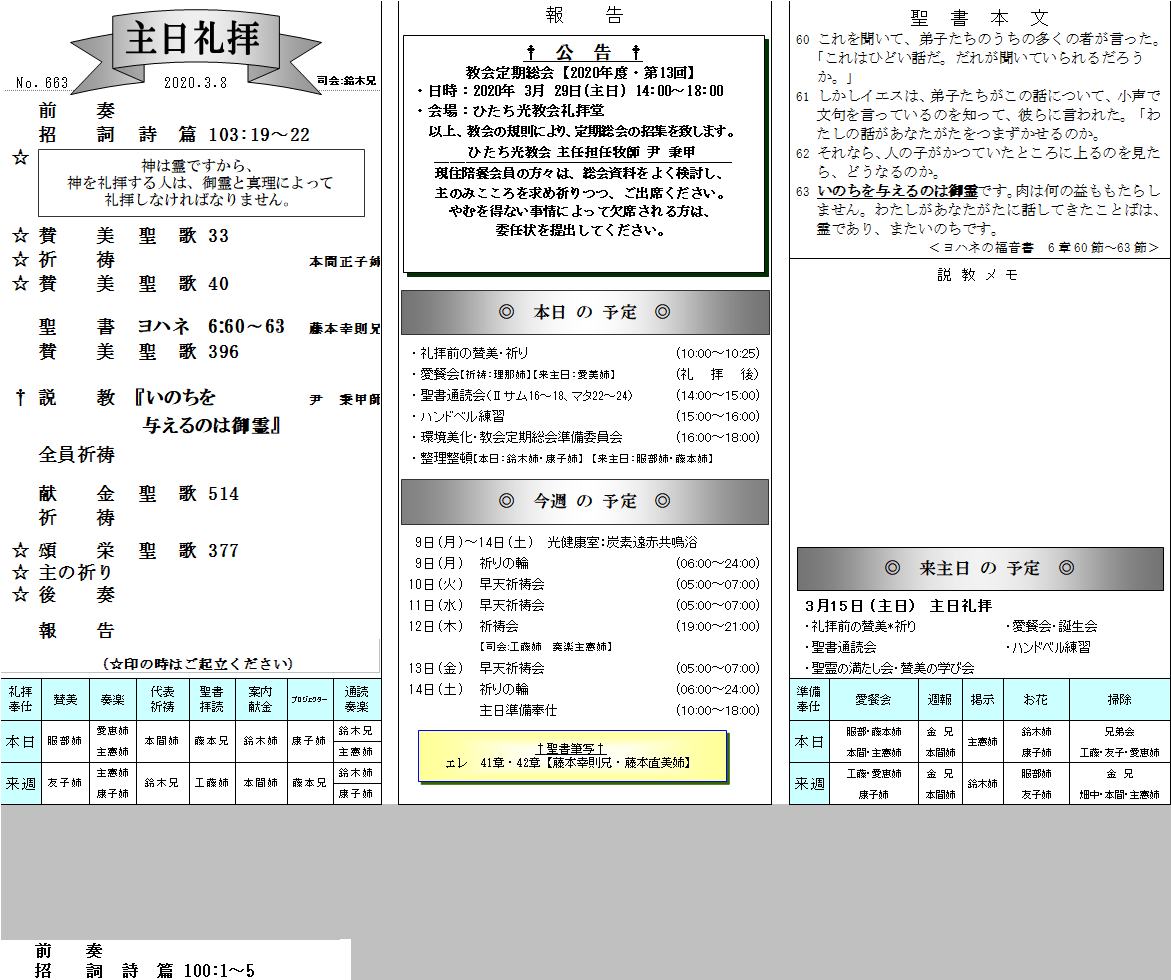 主日礼拝
No. 663 2020.3.8 司会:鈴木兄
前 奏
招 詞 詩 篇 103:19～22
☆ 神は霊ですから、
神を礼拝する人は、御霊と真理によって
礼拝しなければなりません。
☆ 賛 美 聖 歌 33
☆ 祈 祷 本間正子姉
☆ 賛 美 聖 歌 40
聖 書 ヨハネ 6:60～63 藤本幸則兄
賛 美 聖 歌 396
† 説 教 『いのちを 尹 秉甲師
与えるのは御霊』
全員祈祷
献 金 聖 歌 514
祈 祷
☆ 頌 栄 聖 歌 377
☆ 主の祈り
☆ 後 奏
報 告
(☆印の時はご起立ください)
礼拝奉仕 賛美 奏楽 代表祈祷 聖書拝読 案内献金 プロジェクター 通読奏楽
本日 服部姉 愛恵姉 主憲姉 本間姉 藤本兄 鈴木姉 康子姉 鈴木兄 主憲姉
来週 友子姉 主憲姉 康子姉 鈴木兄 工藤姉 本間姉 藤本兄 鈴木姉 康子姉
報 告
† 公 告 †
教会定期総会【2020年度・第13回】
・日時：2020年 3月 29日(主日) 14:00～18:00
・会場：ひたち光教会礼拝堂
以上、教会の規則により、定期総会の招集を致します。
ひたち光教会 主任担任牧師 尹 秉甲
現住陪餐会員の方々は、総会資料をよく検討し、
主のみこころを求め祈りつつ、ご出席ください。
やむを得ない事情によって欠席される方は、
委任状を提出してください。
◎ 本日 の 予定 ◎
・礼拝前の賛美・祈り (10:00～10:25)
・愛餐会【祈祷:理那姉】【来主日:愛美姉】 (礼 拝 後)
・聖書通読会(Ⅱサム16～18、マタ22～24) (14:00～15:00)
・ハンドベル練習 (15:00～16:00)
・環境美化・教会定期総会準備委員会 (16:00～18:00)
・整理整頓【本日:鈴木姉・康子姉】 【来主日:服部姉・藤本姉】
◎ 今週 の 予定 ◎
9日(月)～14日(土) 光健康室:炭素遠赤共鳴浴
9日(月) 祈りの輪 (06:00～24:00)
10日(火) 早天祈祷会 (05:00～07:00)
11日(水) 早天祈祷会 (05:00～07:00)
12日(木) 祈祷会 (19:00～21:00)
【司会:工藤姉 奏楽主憲姉】
13日(金) 早天祈祷会 (05:00～07:00)
14日(土) 祈りの輪 (06:00～24:00)
主日準備奉仕 (10:00～18:00)
†聖書筆写†
エレ 41章・42章【藤本幸則兄・藤本直美姉】
聖 書 本 文
60 これを聞いて、弟子たちのうちの多くの者が言った。
「これはひどい話だ。だれが聞いていられるだろう
か。」
61 しかしイエスは、弟子たちがこの話について、小声で
文句を言っているのを知って、彼らに言われた。「わ
たしの話があなたがたをつまずかせるのか。
62 それなら、人の子がかつていたところに上るのを見た
ら、どうなるのか。
63 いのちを与えるのは御霊です。肉は何の益ももたらし
ません。わたしがあなたがたに話してきたことばは、
霊であり、またいのちです。
＜ヨハネの福音書 6章60節～63節＞
説 教 メ モ
◎ 来主日 の 予定 ◎
３月１５日（主日） 主日礼拝
・礼拝前の賛美*祈り ・愛餐会・誕生会
・聖書通読会 ・ハンドベル練習
・聖霊の満たし会・賛美の学び会
準備奉仕 愛餐会 週報 掲示 お花 掃除
本日 服部・藤本姉 本間・主憲姉 金 兄 本間姉 主憲姉 鈴木姉 康子姉 兄弟会 工藤・友子・愛恵姉
来週 工藤・愛恵姉 康子姉 金 兄 本間姉 鈴木姉 服部姉 友子姉 金 兄 畑中・本間・主憲姉
前 奏
招 詞 詩 篇 100:1～5